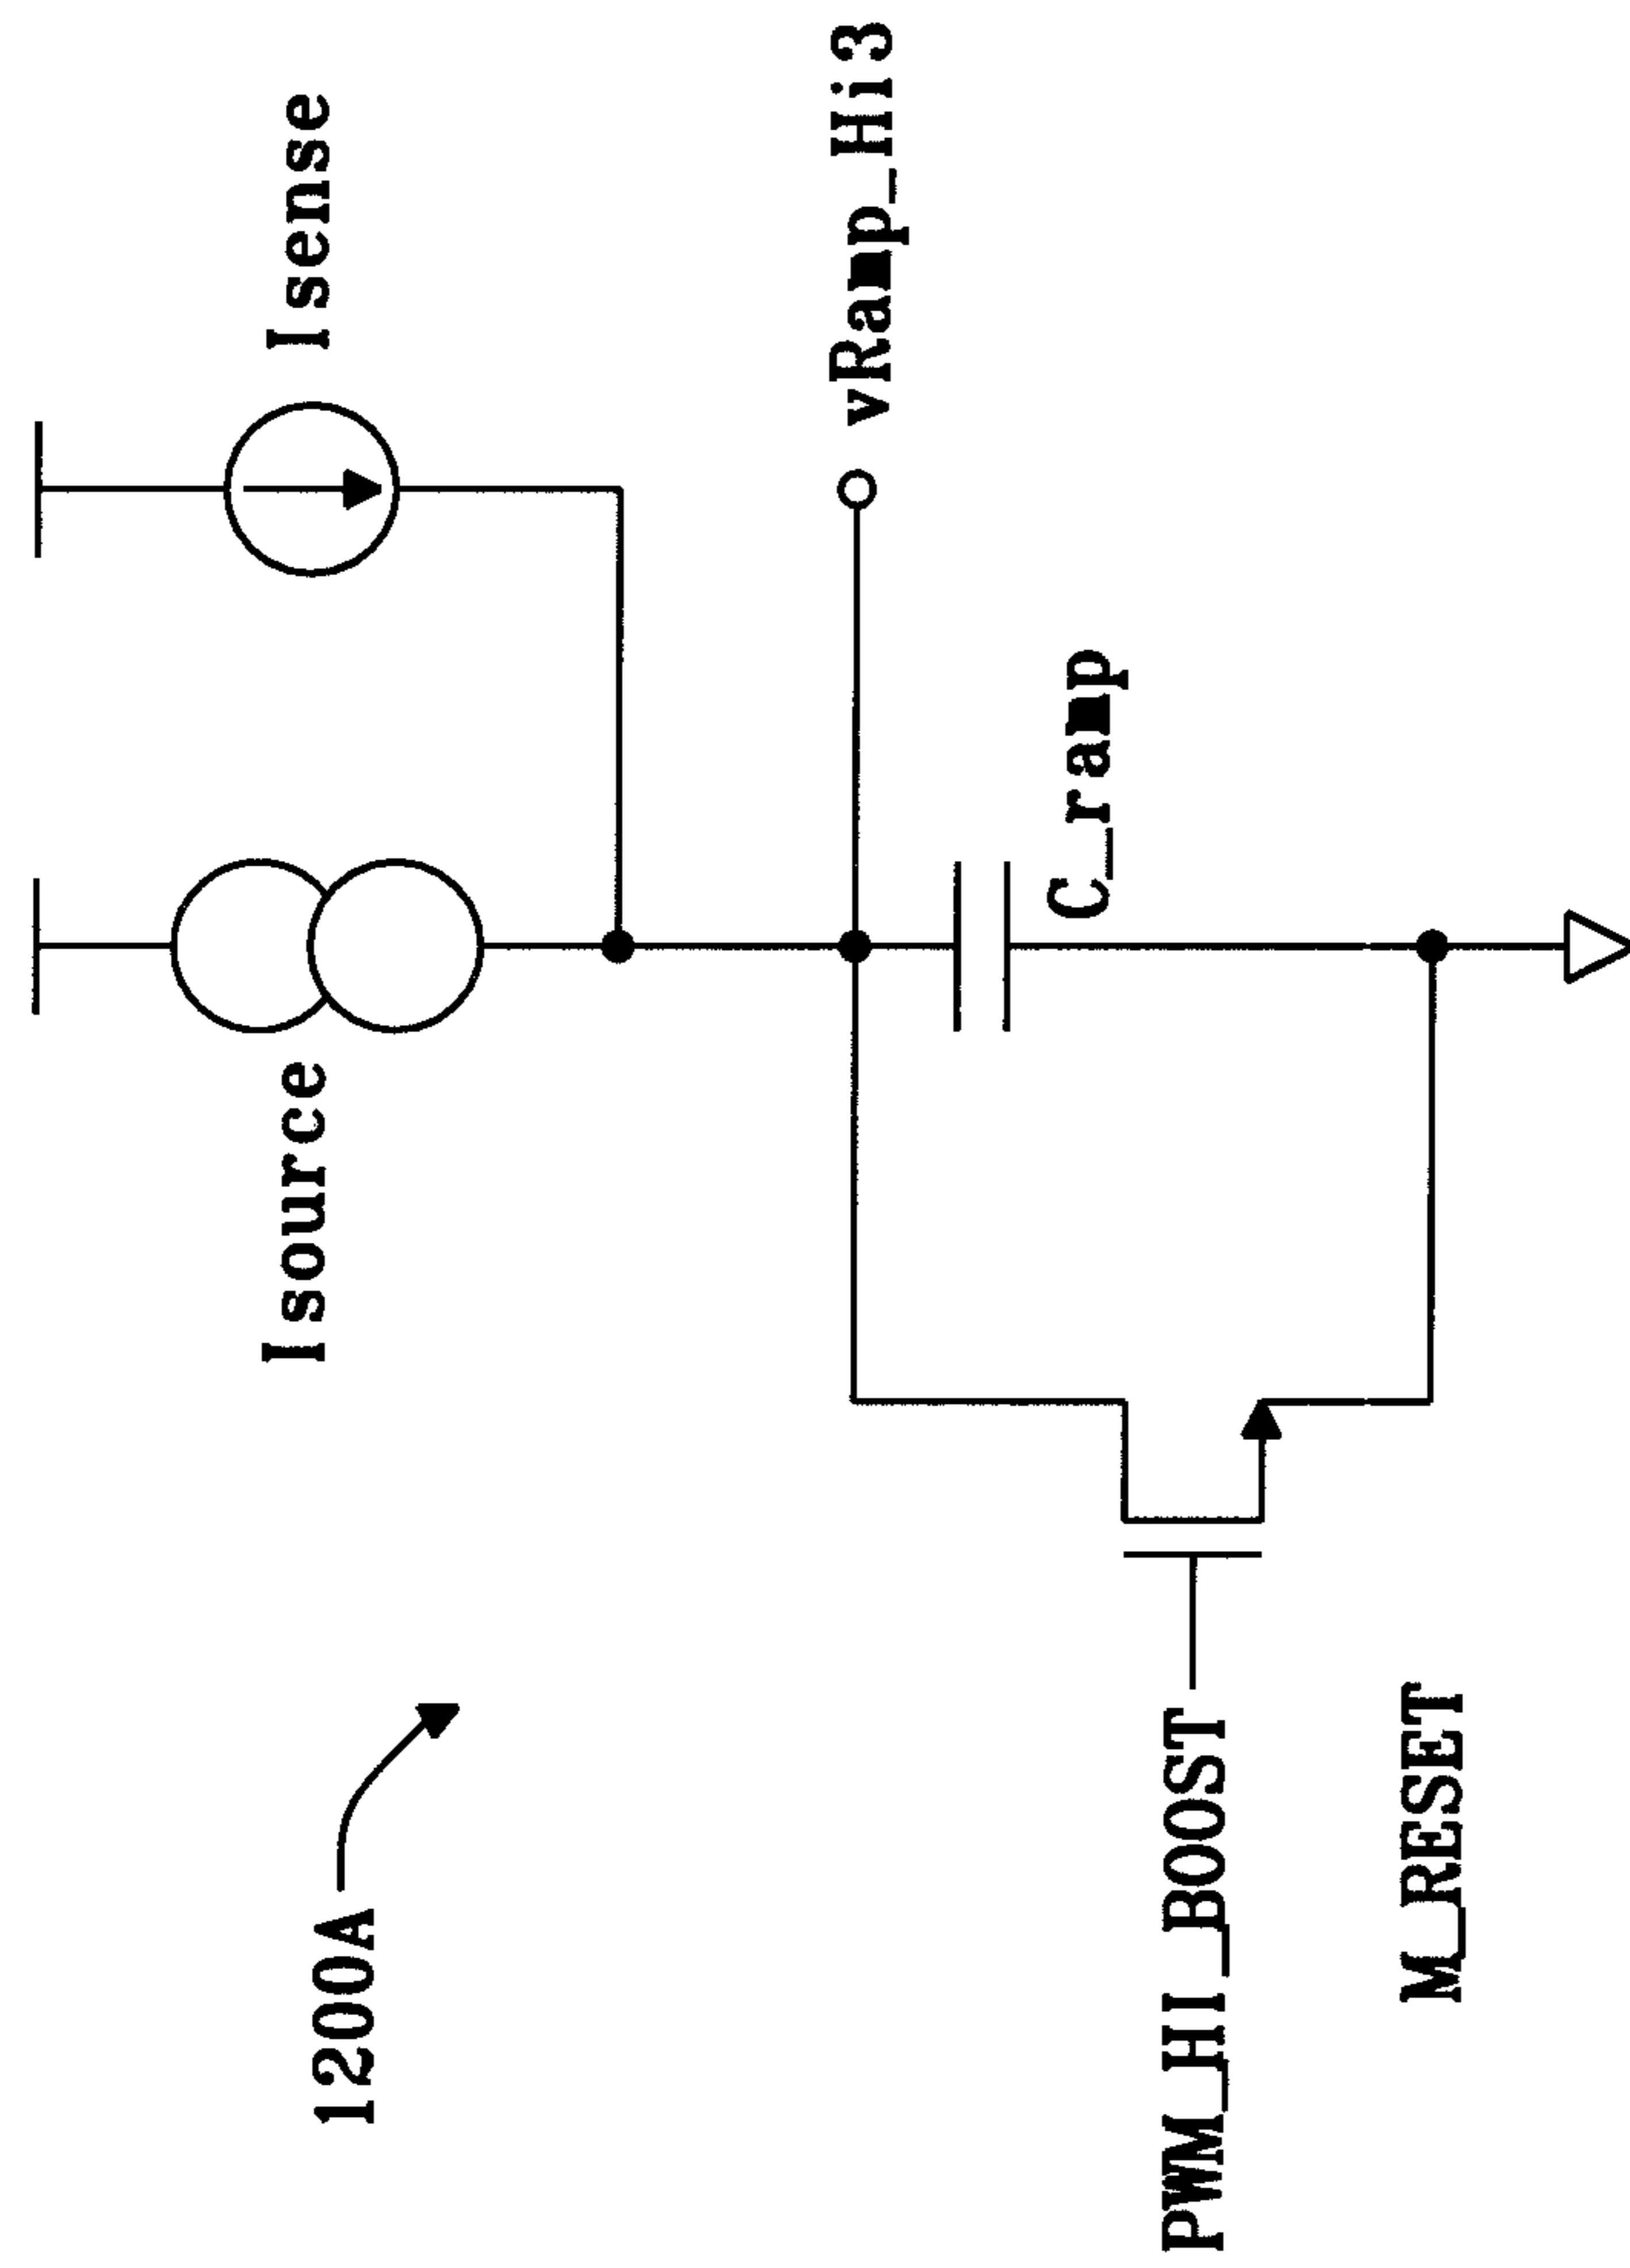 Isource
Isense
1200A
vRamp_Hi3
C_ramp
PWM_HI_BOOST
M_RESET